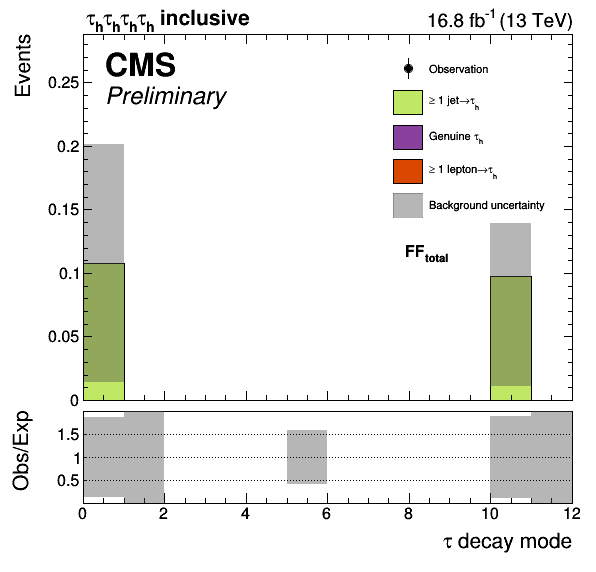 τhτhτhτh inclusive
16.8 fb-1 (13 TeV)
Events
CMS
Preliminary
Observation
≥ 1 jet→τh
Genuine τh
≥ 1 lepton→τh
Background uncertainty
FFtotal
0.25
0.2
0.15
0.1
0.05
0
Obs/Exp
1.5
1
0.5
0 2 4 6 8 10 12
τ decay mode